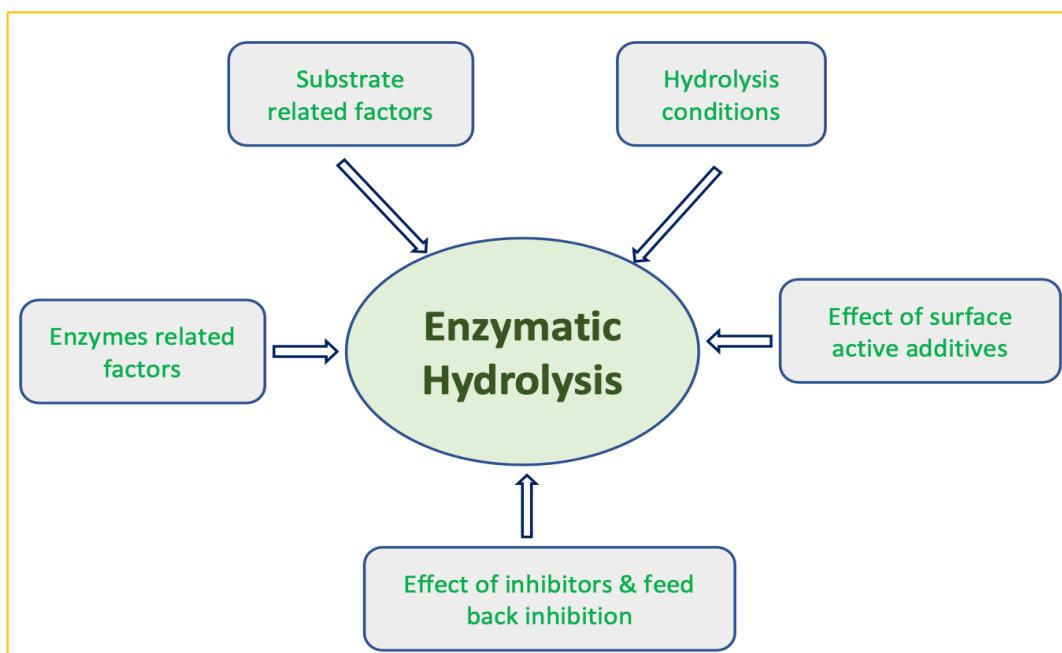 Substrate
related factors
Hydrolysis
conditions
Enzymes related
factors
Enzymatic
Hydrolysis
Effect of surface
active additives
Effect of inhibitors & feed
back inhibition